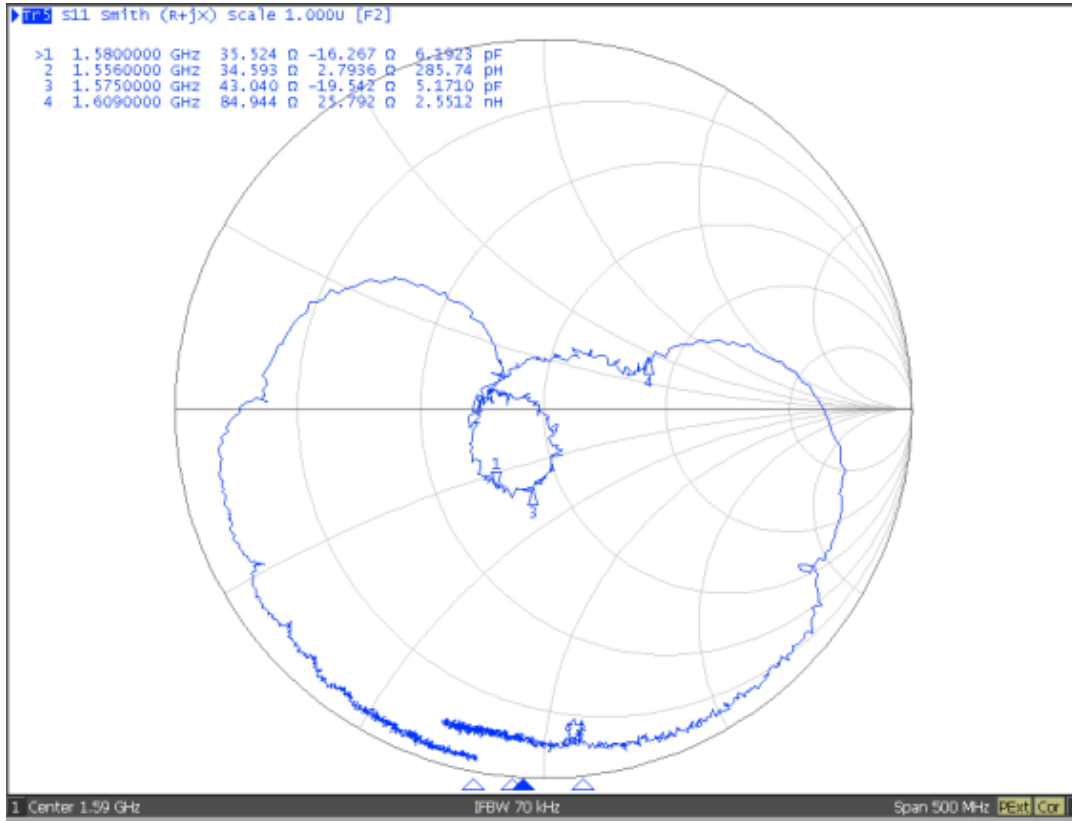 Tr5 S11 Smith (R+jX) Scale 1.000U [F2]
>1 1.5800000 GHz 35.524 Ω -16.267 Ω 6.1923 pF
2 1.5560000 GHz 34.593 Ω 2.7936 Ω 285.74 pH
3 1.5750000 GHz 43.040 Ω -19.542 Ω 5.1710 pF
4 1.6090000 GHz 84.944 Ω 25.792 Ω 2.5512 nH
4
1
3
1 Center 1.59 GHz IFBW 70 kHz Span 500 MHz PExt Cor